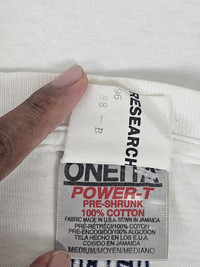 RESEARCH
96
88 - B
ONEITA
POWER-T
PRE-SHRUNK
100% COTTON
FABRIC MADE IN U.S.A. SEWN IN JAMAICA
PRE-RÉTRÉCI/100% COTON
PRE-ENCOGIDO/100% ALGODON
TELA HECHO EN LOS E.U.A.
COSIDO EN JAMAICA
MEDIUM/MOYEN/MEDIANO